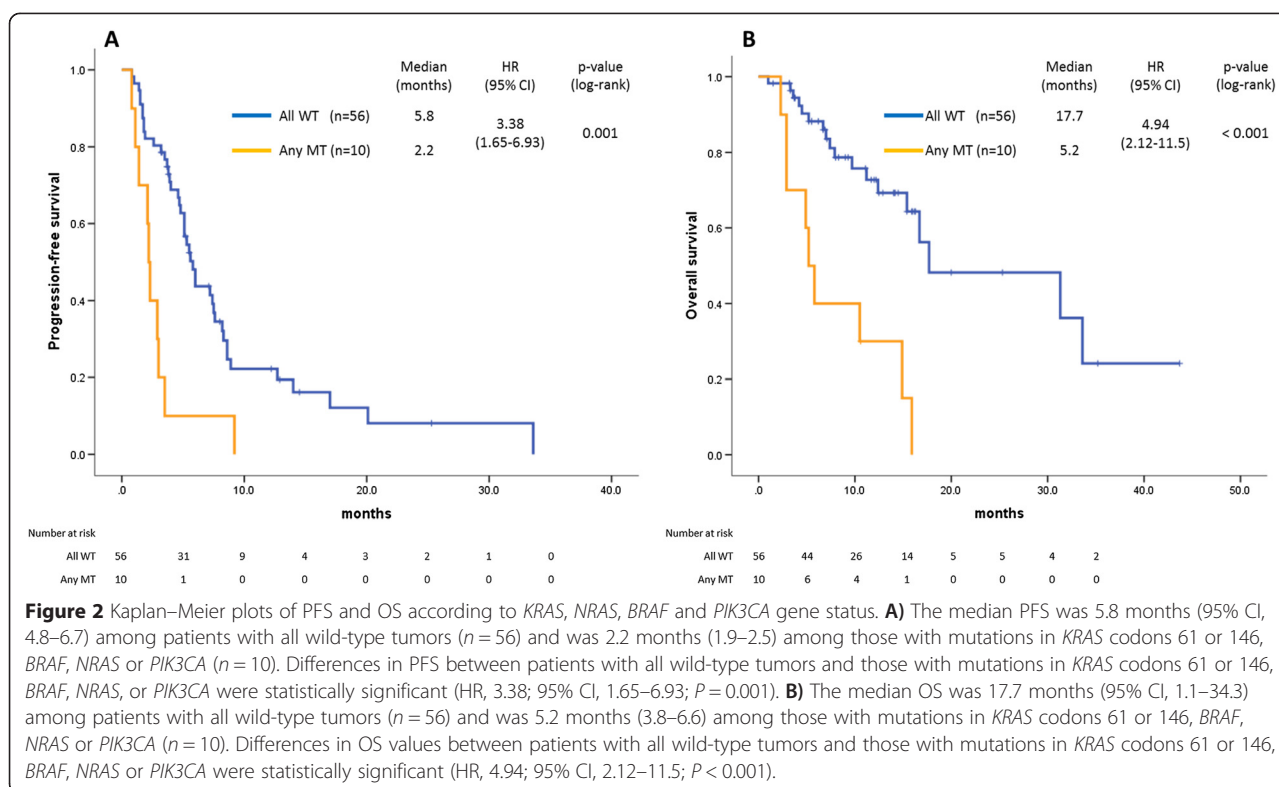 A
Median (months)
HR (95% CI)
p-value (log-rank)
All WT (n=56) 5.8
Any MT (n=10) 2.2
3.38 (1.65-6.93)
0.001
Progression-free survival
1.0
0.8
0.6
0.4
0.2
0.0
.0 10.0 20.0 30.0 40.0
months
Number at risk
All WT 56 31 9 4 3 2 1 0
Any MT 10 1 0 0 0 0 0 0
B
Median (months)
HR (95% CI)
p-value (log-rank)
All WT (n=56) 17.7
Any MT (n=10) 5.2
4.94 (2.12-11.5)
< 0.001
Overall survival
1.0
0.8
0.6
0.4
0.2
0.0
.0 10.0 20.0 30.0 40.0 50.0
months
Number at risk
All WT 56 44 26 14 5 5 4 2
Any MT 10 6 4 1 0 0 0 0
Figure 2 Kaplan–Meier plots of PFS and OS according to KRAS, NRAS, BRAF and PIK3CA gene status. A) The median PFS was 5.8 months (95% CI,
4.8–6.7) among patients with all wild-type tumors (n = 56) and was 2.2 months (1.9–2.5) among those with mutations in KRAS codons 61 or 146,
BRAF, NRAS or PIK3CA (n = 10). Differences in PFS between patients with all wild-type tumors and those with mutations in KRAS codons 61 or 146,
BRAF, NRAS, or PIK3CA were statistically significant (HR, 3.38; 95% CI, 1.65–6.93; P = 0.001). B) The median OS was 17.7 months (95% CI, 1.1–34.3)
among patients with all wild-type tumors (n = 56) and was 5.2 months (3.8–6.6) among those with mutations in KRAS codons 61 or 146, BRAF,
NRAS or PIK3CA (n = 10). Differences in OS values between patients with all wild-type tumors and those with mutations in KRAS codons 61 or 146,
BRAF, NRAS or PIK3CA were statistically significant (HR, 4.94; 95% CI, 2.12–11.5; P < 0.001).